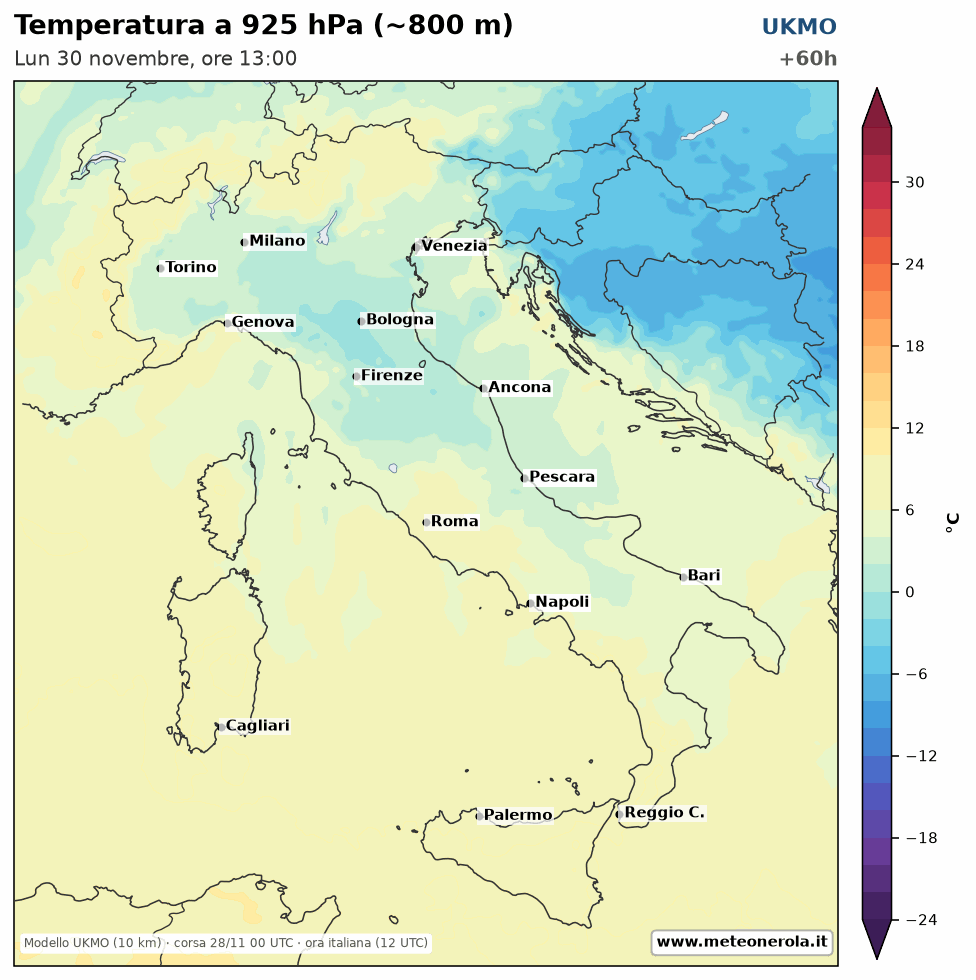 Temperatura a 925 hPa (~800 m)
UKMO
Lun 30 novembre, ore 13:00
+60h
Milano
Venezia
Torino
Genova
Bologna
Firenze
Ancona
Pescara
Roma
Bari
Napoli
Cagliari
Palermo
Reggio C.
30
24
18
12
6
0
−6
−12
−18
−24
°C
Modello UKMO (10 km) · corsa 28/11 00 UTC · ora italiana (12 UTC)
www.meteonerola.it